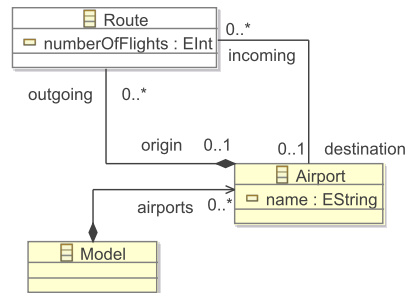 Route
numberOfFlights : EInt
0..*
incoming
outgoing
0..*
origin
0..1
0..1
destination
Airport
name : EString
airports
0..*
Model